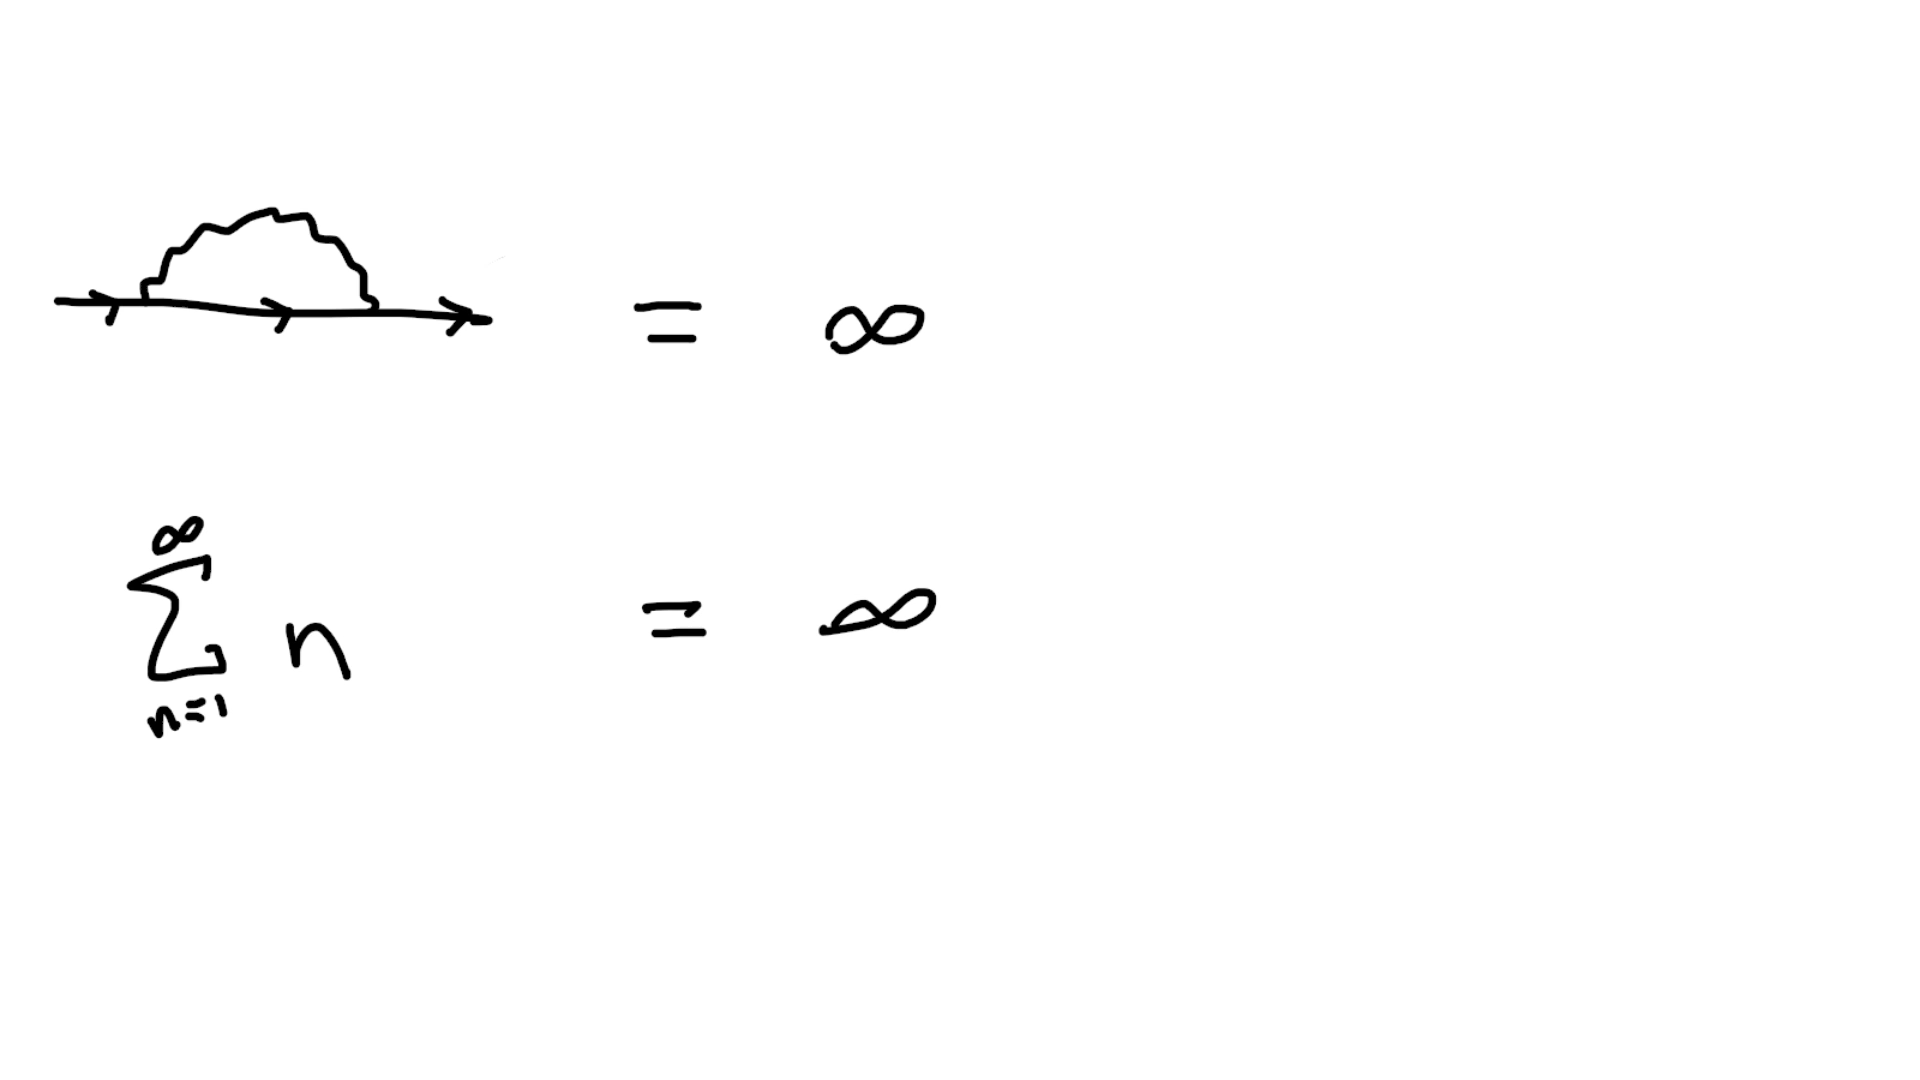 = ∞
∞
∑ n = ∞
n=1